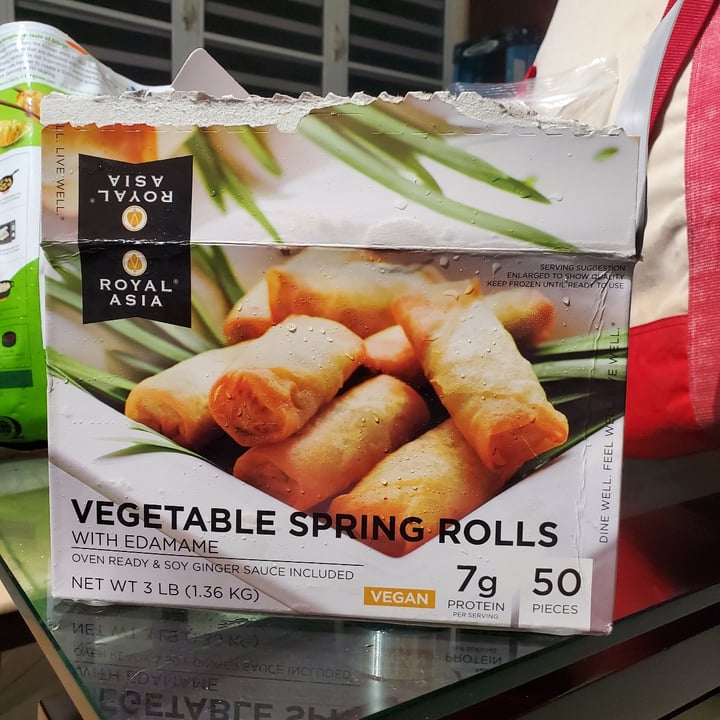 LIVE WELL.
ROYAL
ASIA
ROYAL®
ASIA
SERVING SUGGESTION
ENLARGED TO SHOW QUALITY
KEEP FROZEN UNTIL READY TO USE
DINE WELL. FEEL WELL. LIVE WELL.®
VEGETABLE SPRING ROLLS
WITH EDAMAME
OVEN READY & SOY GINGER SAUCE INCLUDED
NET WT 3 LB (1.36 KG)
VEGAN
7g
PROTEIN
PER SERVING
50
PIECES